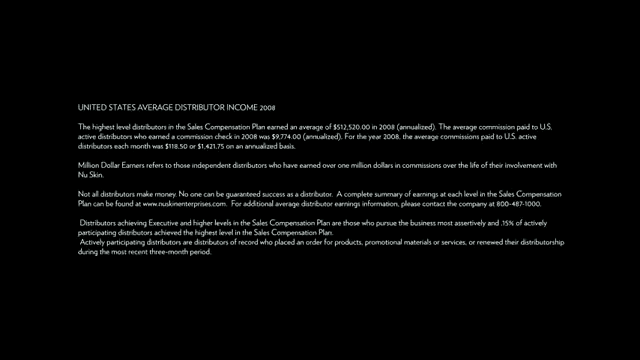 UNITED STATES AVERAGE DISTRIBUTOR INCOME 2008
The highest level distributors in the Sales Compensation Plan earned an average of $512,520.00 in 2008 (annualized). The average commission paid to U.S.
active distributors who earned a commission check in 2008 was $9,774.00 (annualized). For the year 2008, the average commissions paid to U.S. active
distributors each month was $118.50 or $1,421.75 on an annualized basis.
Million Dollar Earners refers to those independent distributors who have earned over one million dollars in commissions over the life of their involvement with
Nu Skin.
Not all distributors make money. No one can be guaranteed success as a distributor. A complete summary of earnings at each level in the Sales Compensation
Plan can be found at www.nuskinenterprises.com. For additional average distributor earnings information, please contact the company at 800-487-1000.
Distributors achieving Executive and higher levels in the Sales Compensation Plan are those who pursue the business most assertively and .15% of actively
participating distributors achieved the highest level in the Sales Compensation Plan.
Actively participating distributors are distributors of record who placed an order for products, promotional materials or services, or renewed their distributorship
during the most recent three-month period.